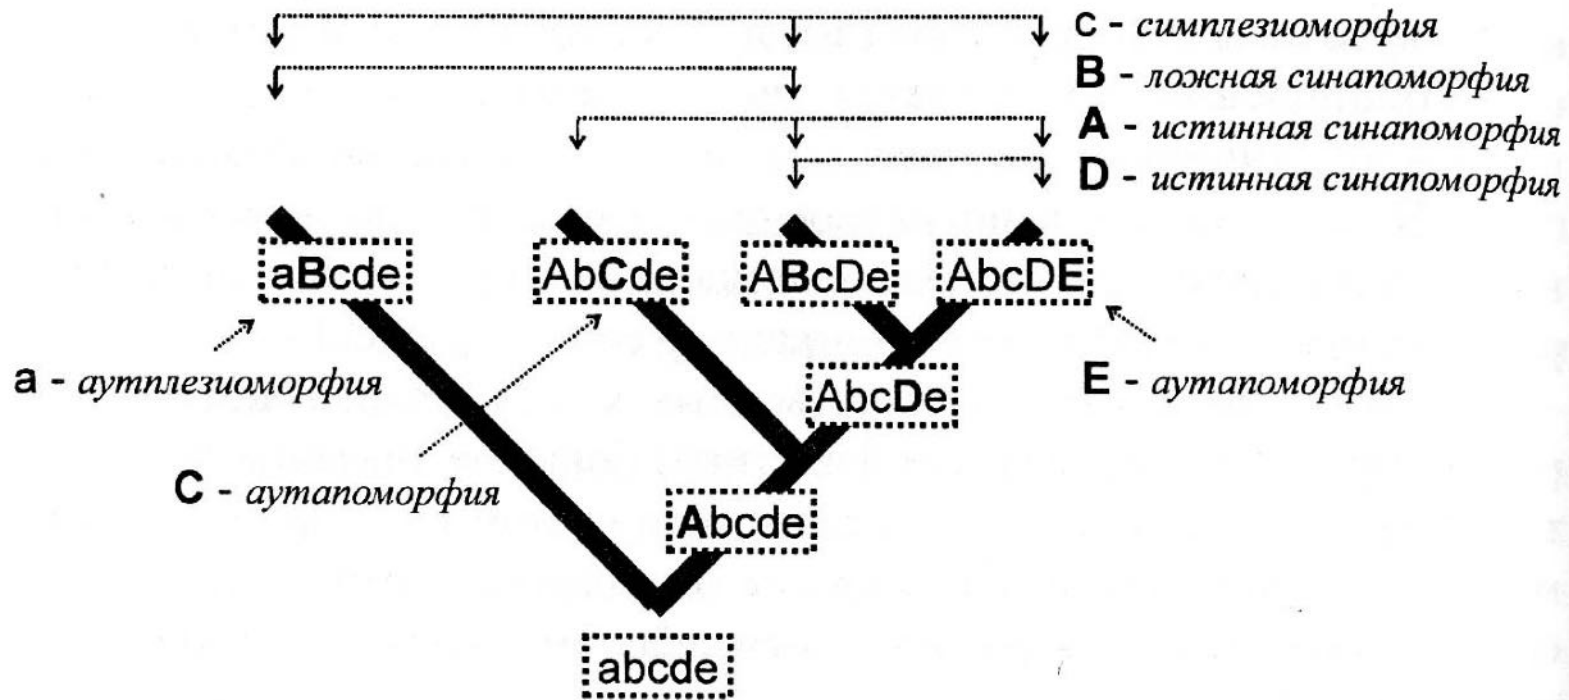 c - симплезиоморфия
B - ложная синапоморфия
A - истинная синапоморфия
D - истинная синапоморфия
aBcde
AbCde
ABcDe
AbcDE
a - аутплезиоморфия
E - аутапоморфия
AbcDe
C - аутапоморфия
Abcde
abcde